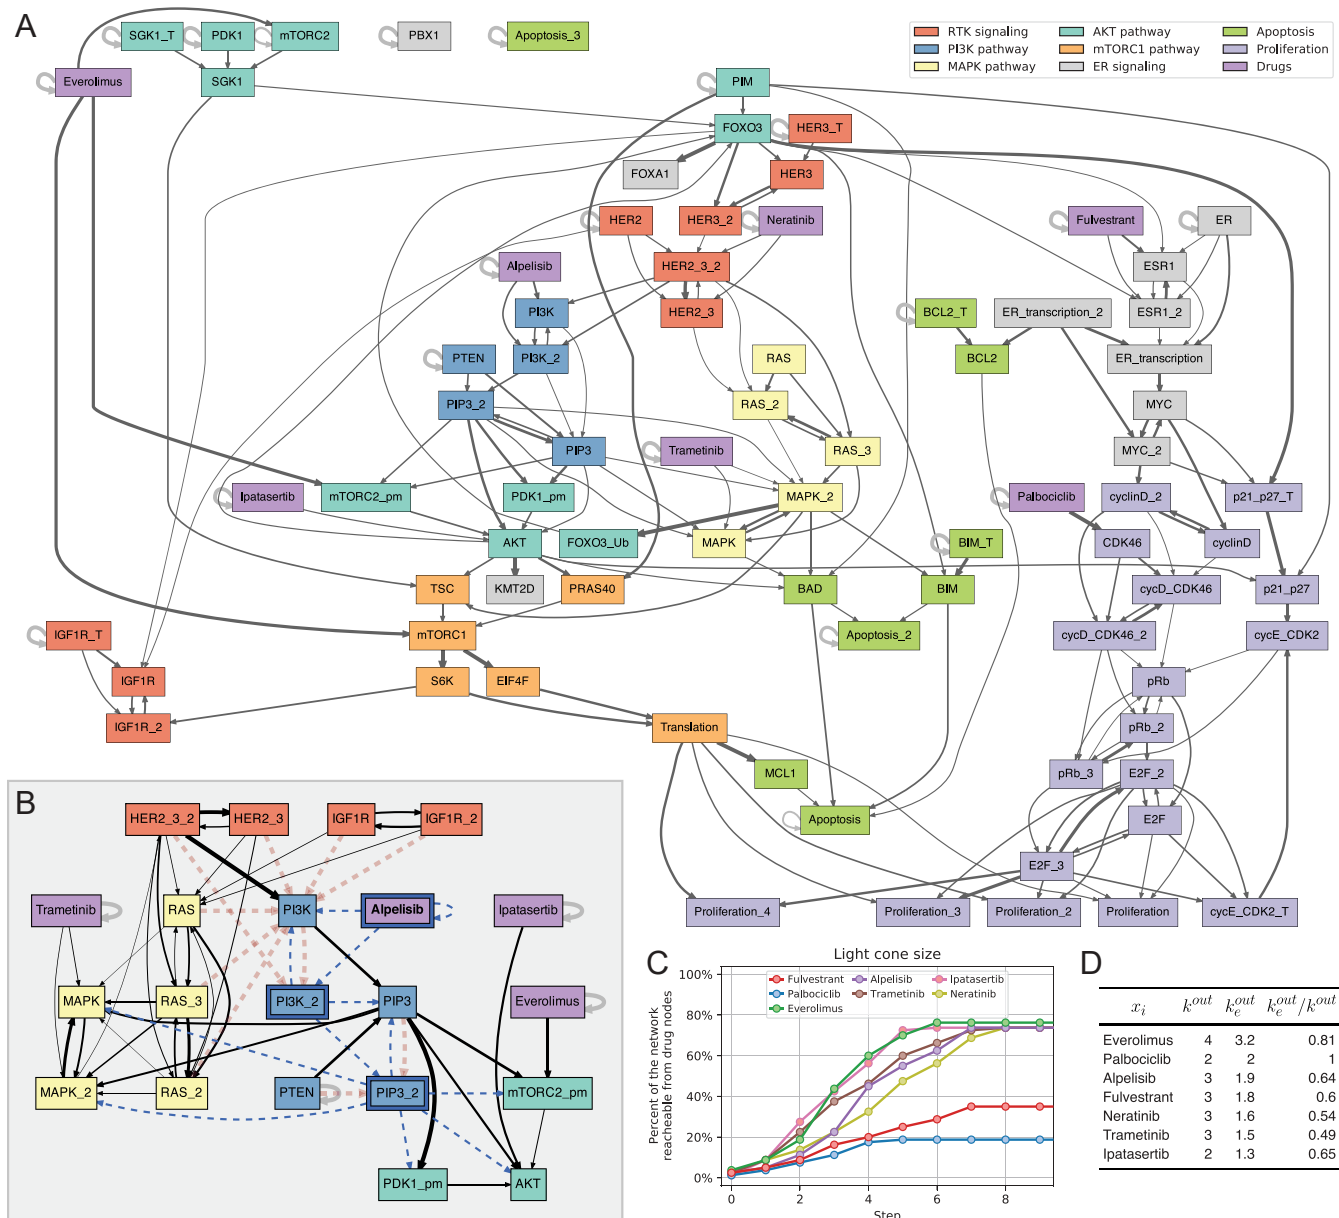 A
SGK1_T
PDK1
mTORC2
PBX1
Apoptosis_3
RTK signaling
AKT pathway
Apoptosis
PI3K pathway
mTORC1 pathway
Proliferation
MAPK pathway
ER signaling
Drugs
Everolimus
SGK1
PIM
FOXO3
HER3_T
FOXA1
HER3
HER2
HER3_2
Neratinib
Fulvestrant
ER
Alpelisib
HER2_3_2
ESR1
PI3K
HER2_3
BCL2_T
ER_transcription_2
ESR1_2
PTEN
PI3K_2
RAS
BCL2
ER_transcription
PIP3_2
RAS_2
MYC
PIP3
Trametinib
RAS_3
MYC_2
Ipatasertib
mTORC2_pm
PDK1_pm
MAPK_2
Palbociclib
cyclinD_2
p21_p27_T
AKT
FOXO3_Ub
MAPK
BIM_T
CDK46
cyclinD
TSC
KMT2D
PRAS40
BAD
BIM
cycD_CDK46
p21_p27
IGF1R_T
mTORC1
Apoptosis_2
cycD_CDK46_2
cycE_CDK2
IGF1R
S6K
EIF4F
pRb
IGF1R_2
Translation
pRb_2
MCL1
pRb_3
E2F_2
Apoptosis
E2F
E2F_3
Proliferation_4
Proliferation_3
Proliferation_2
Proliferation
cycE_CDK2_T
B
HER2_3_2
HER2_3
IGF1R
IGF1R_2
Trametinib
RAS
PI3K
Alpelisib
Ipatasertib
MAPK
RAS_3
PI3K_2
PIP3
Everolimus
MAPK_2
RAS_2
PTEN
PIP3_2
mTORC2_pm
PDK1_pm
AKT
C
Light cone size
Percent of the network
reacheable from drug nodes
100%
80%
60%
40%
20%
0%
Fulvestrant
Alpelisib
Ipatasertib
Palbociclib
Trametinib
Neratinib
Everolimus
0 2 4 6 8
Step
D
x_i k^out k_e^out k_e^out/k^out
Everolimus 4 3.2 0.81
Palbociclib 2 2 1
Alpelisib 3 1.9 0.64
Fulvestrant 3 1.8 0.6
Neratinib 3 1.6 0.54
Trametinib 3 1.5 0.49
Ipatasertib 2 1.3 0.65